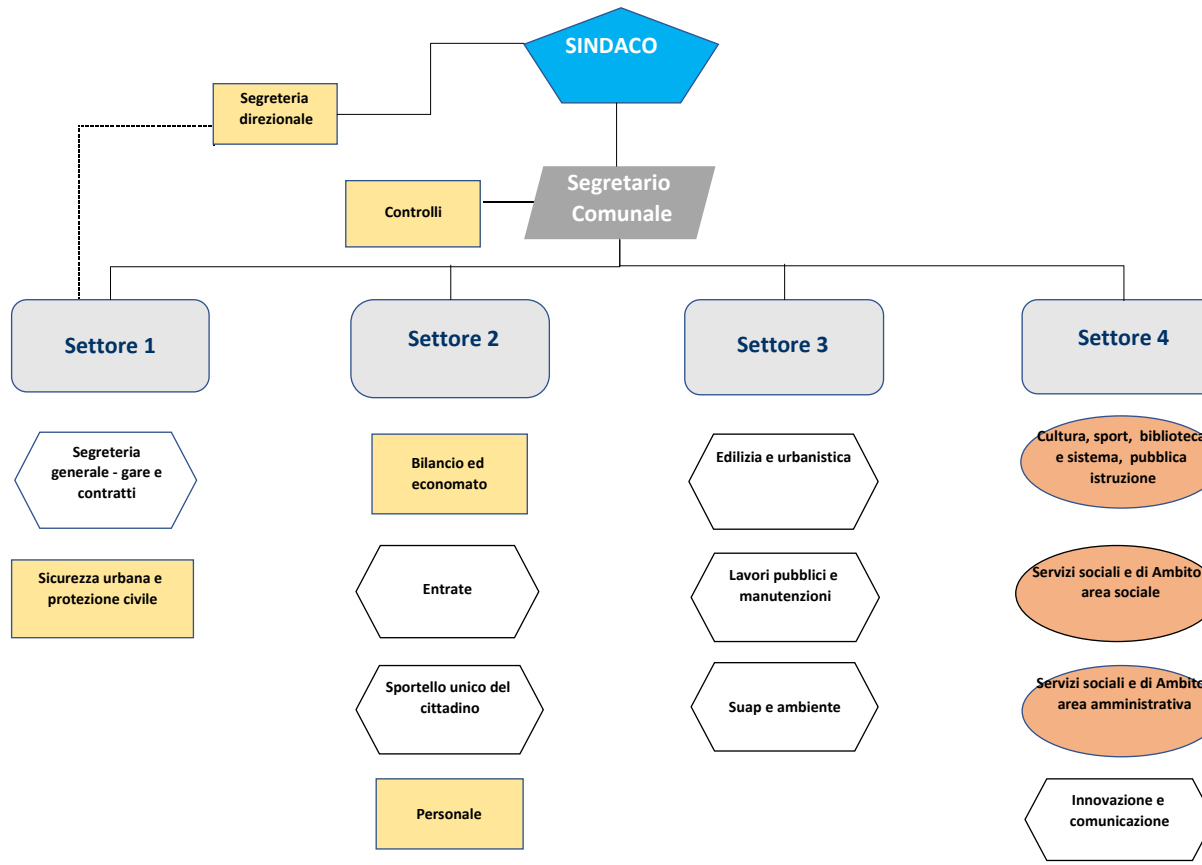 SINDACO
Segreteria
direzionale
Segretario
Comunale
Controlli
Settore 1
Settore 2
Settore 3
Settore 4
Segreteria
generale - gare e
contratti
Sicurezza urbana e
protezione civile
Bilancio ed
economato
Entrate
Sportello unico del
cittadino
Personale
Edilizia e urbanistica
Lavori pubblici e
manutenzioni
Suap e ambiente
Cultura, sport, biblioteca
e sistema, pubblica
istruzione
Servizi sociali e di Ambito
area sociale
Servizi sociali e di Ambito
area amministrativa
Innovazione e
comunicazione